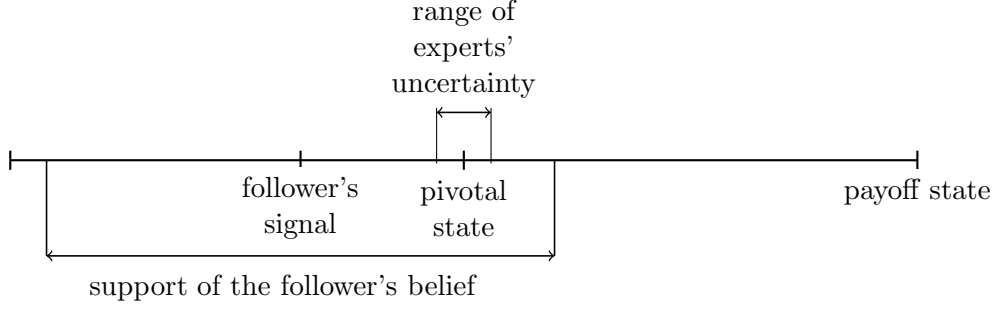 range of
experts'
uncertainty
follower's
signal
pivotal
state
payoff state
support of the follower's belief